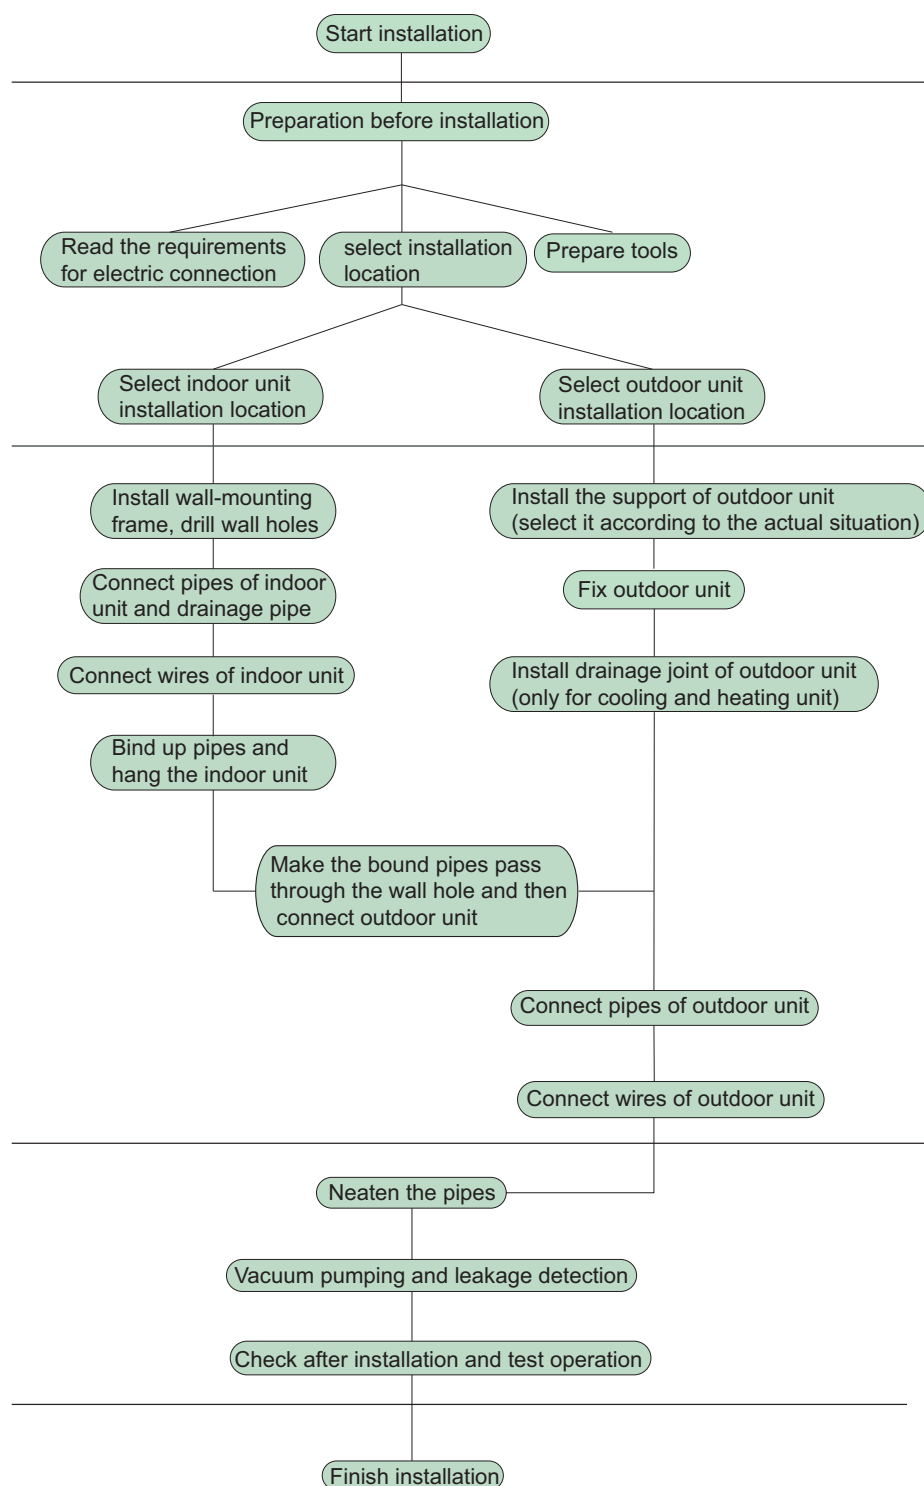 Start installation
Preparation before installation
Read the requirements
for electric connection
select installation
location
Prepare tools
Select indoor unit
installation location
Select outdoor unit
installation location
Install wall-mounting
frame, drill wall holes
Install the support of outdoor unit
(select it according to the actual situation)
Connect pipes of indoor
unit and drainage pipe
Fix outdoor unit
Connect wires of indoor unit
Install drainage joint of outdoor unit
(only for cooling and heating unit)
Bind up pipes and
hang the indoor unit
Make the bound pipes pass
through the wall hole and then
connect outdoor unit
Connect pipes of outdoor unit
Connect wires of outdoor unit
Neaten the pipes
Vacuum pumping and leakage detection
Check after installation and test operation
Finish installation